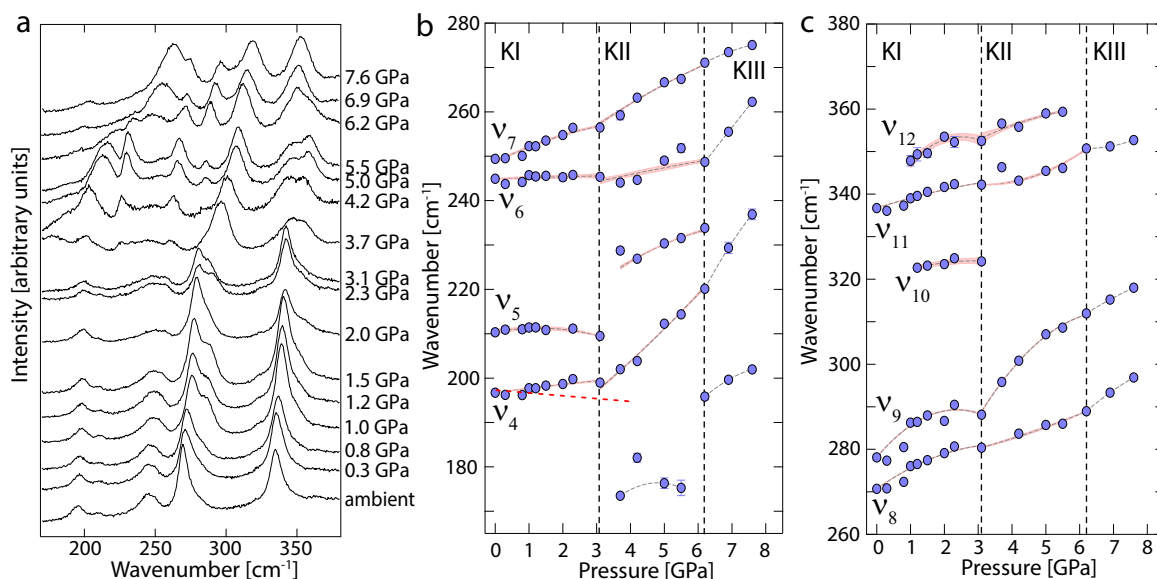 a
Intensity [arbitrary units]
7.6 GPa
6.9 GPa
6.2 GPa
5.5 GPa
5.0 GPa
4.2 GPa
3.7 GPa
3.1 GPa
2.3 GPa
2.0 GPa
1.5 GPa
1.2 GPa
1.0 GPa
0.8 GPa
0.3 GPa
ambient
200 250 300 350
Wavenumber [cm⁻¹]
b
Wavenumber [cm⁻¹]
280
260
240
220
200
180
KI KII KIII
ν₇
ν₆
ν₅
ν₄
0 1 2 3 4 5 6 7 8
Pressure [GPa]
c
Wavenumber [cm⁻¹]
380
360
340
320
300
280
260
KI KII KIII
ν₁₂
ν₁₁
ν₁₀
ν₉
ν₈
0 1 2 3 4 5 6 7 8
Pressure [GPa]